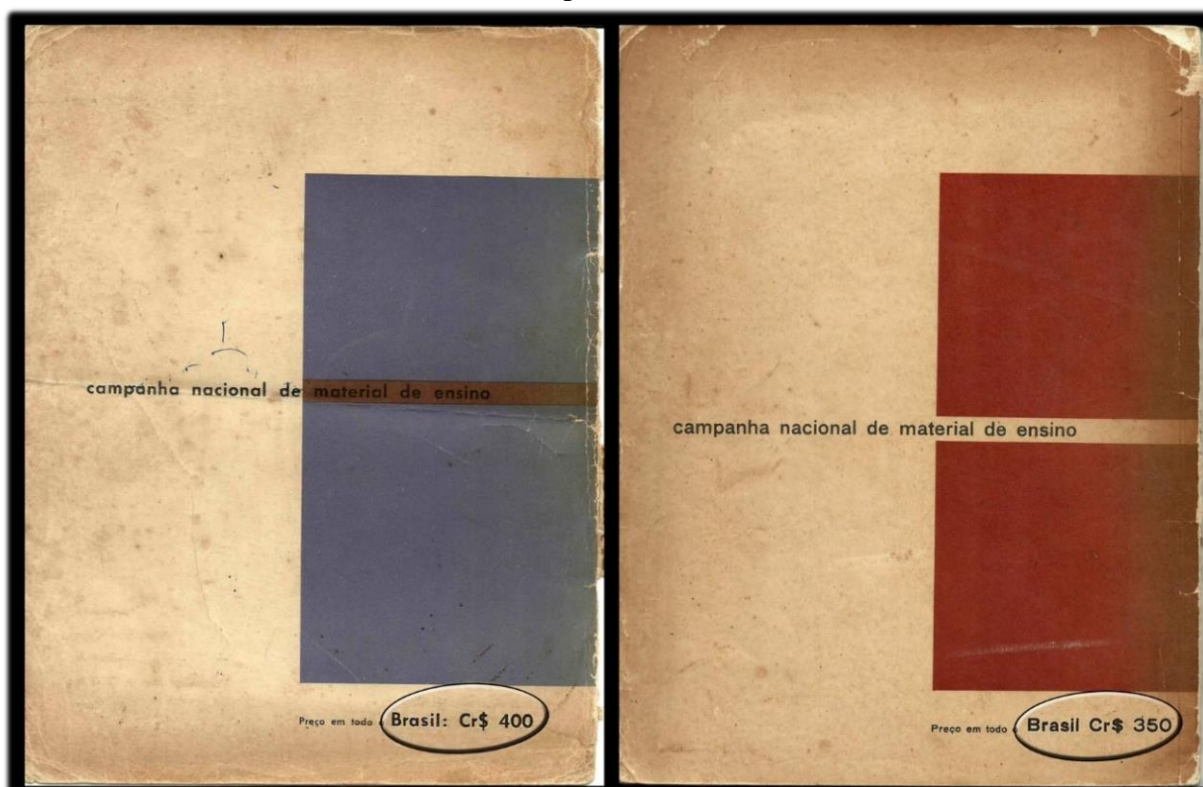 campanha nacional de material de ensino
Preço em todo o Brasil: Cr$ 400
campanha nacional de material de ensino
Preço em todo o Brasil Cr$ 350